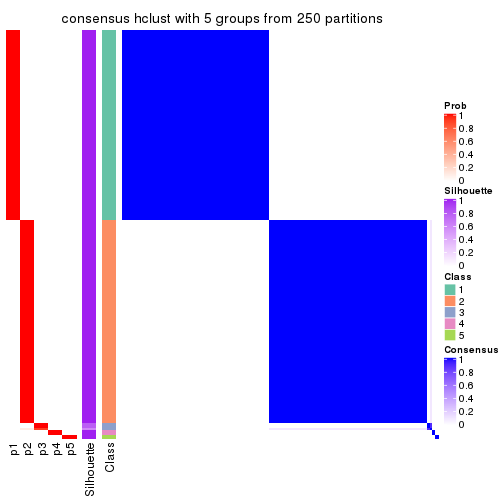 consensus hclust with 5 groups from 250 partitions
Prob
1
0.8
0.6
0.4
0.2
0
Silhouette
1
0.8
0.6
0.4
0.2
0
Class
1
2
3
4
5
Consensus
1
0.8
0.6
0.4
0.2
0
p1
p2
p3
p4
p5
Silhouette
Class